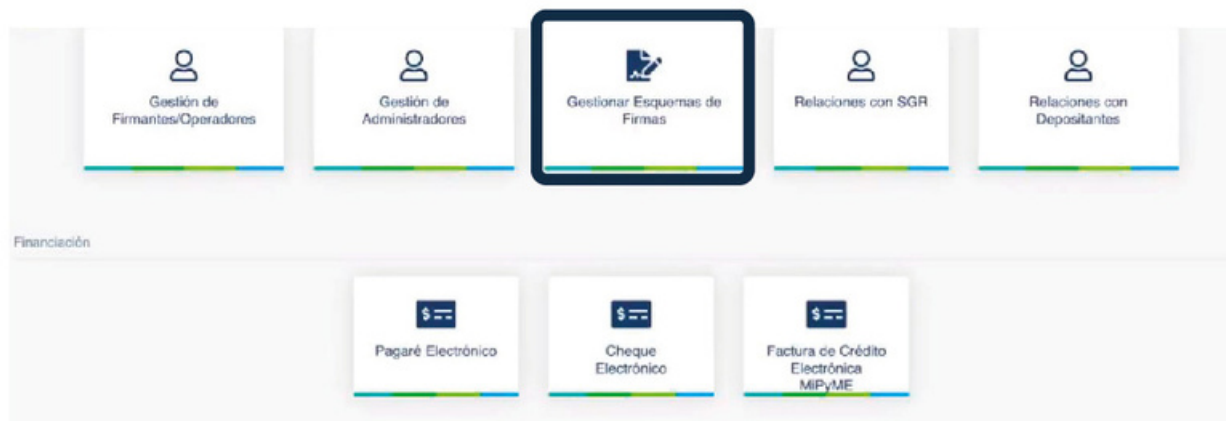 Gestión de
Firmantes/Operadores
Gestión de
Administradores
Gestionar Esquemas de
Firmas
Relaciones con SGR
Relaciones con
Depositantes
Financiación
Pagaré Electrónico
Cheque
Electrónico
Factura de Crédito
Electrónica
MiPyME